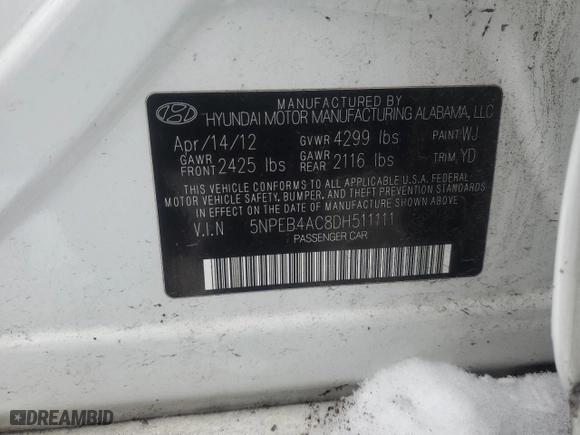 MANUFACTURED BY
HYUNDAI MOTOR MANUFACTURING ALABAMA, LLC
Apr/14/12 GVWR 4299 lbs PAINT WJ
GAWR FRONT 2425 lbs GAWR REAR 2116 lbs TRIM YD
THIS VEHICLE CONFORMS TO ALL APPLICABLE U.S.A. FEDERAL
MOTOR VEHICLE SAFETY, BUMPER, AND THEFT PREVENTION STANDARDS
IN EFFECT ON THE DATE OF MANUFACTURE SHOWN ABOVE.
V.I.N 5NPEB4AC8DH511111
PASSENGER CAR
DREAMBID